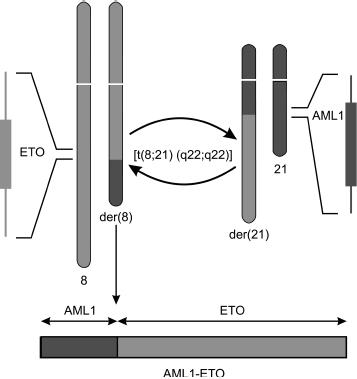 ETO
[t(8;21) (q22;q22)]
AML1
21
der(8)
der(21)
8
AML1
ETO
AML1-ETO